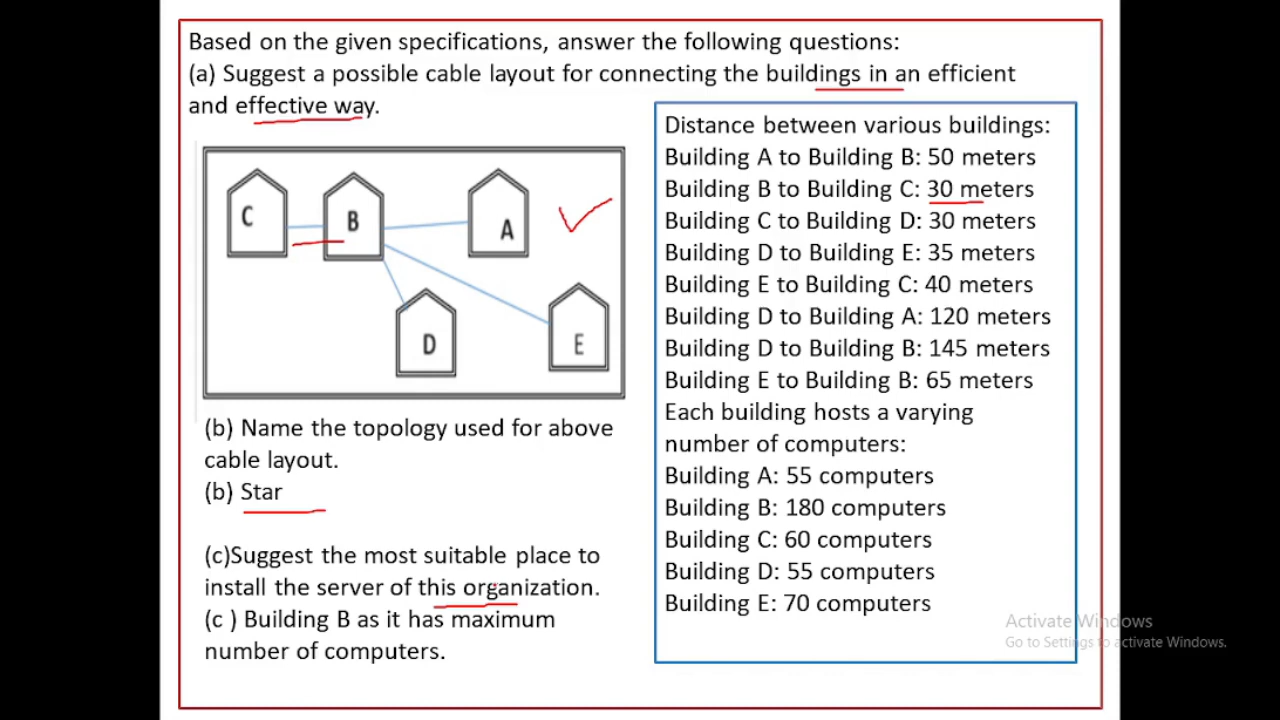 Based on the given specifications, answer the following questions:
(a) Suggest a possible cable layout for connecting the buildings in an efficient
and effective way.
C
B
A
D
E
(b) Name the topology used for above
cable layout.
(b) Star
(c)Suggest the most suitable place to
install the server of this organization.
(c ) Building B as it has maximum
number of computers.
Distance between various buildings:
Building A to Building B: 50 meters
Building B to Building C: 30 meters
Building C to Building D: 30 meters
Building D to Building E: 35 meters
Building E to Building C: 40 meters
Building D to Building A: 120 meters
Building D to Building B: 145 meters
Building E to Building B: 65 meters
Each building hosts a varying
number of computers:
Building A: 55 computers
Building B: 180 computers
Building C: 60 computers
Building D: 55 computers
Building E: 70 computers
Activate Windows
Go to Settings to activate Windows.